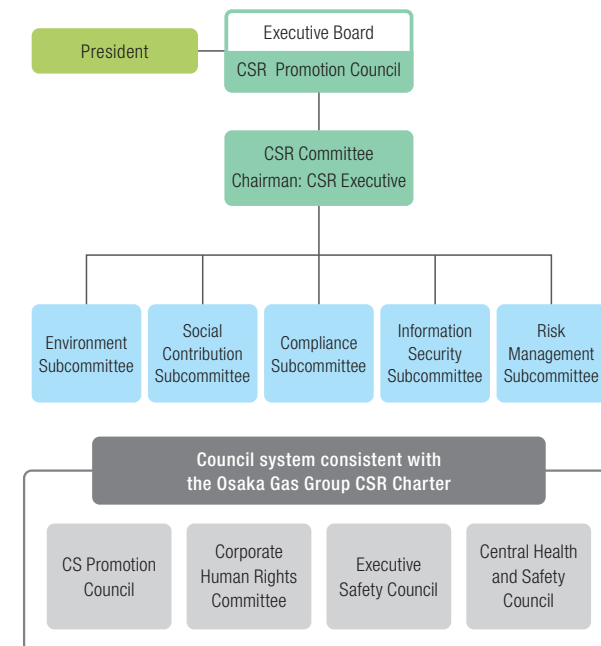 Executive Board
President
CSR Promotion Council
CSR Committee
Chairman: CSR Executive
Environment
Subcommittee
Social
Contribution
Subcommittee
Compliance
Subcommittee
Information
Security
Subcommittee
Risk
Management
Subcommittee
Council system consistent with
the Osaka Gas Group CSR Charter
CS Promotion
Council
Corporate
Human Rights
Committee
Executive
Safety Council
Central Health
and Safety
Council